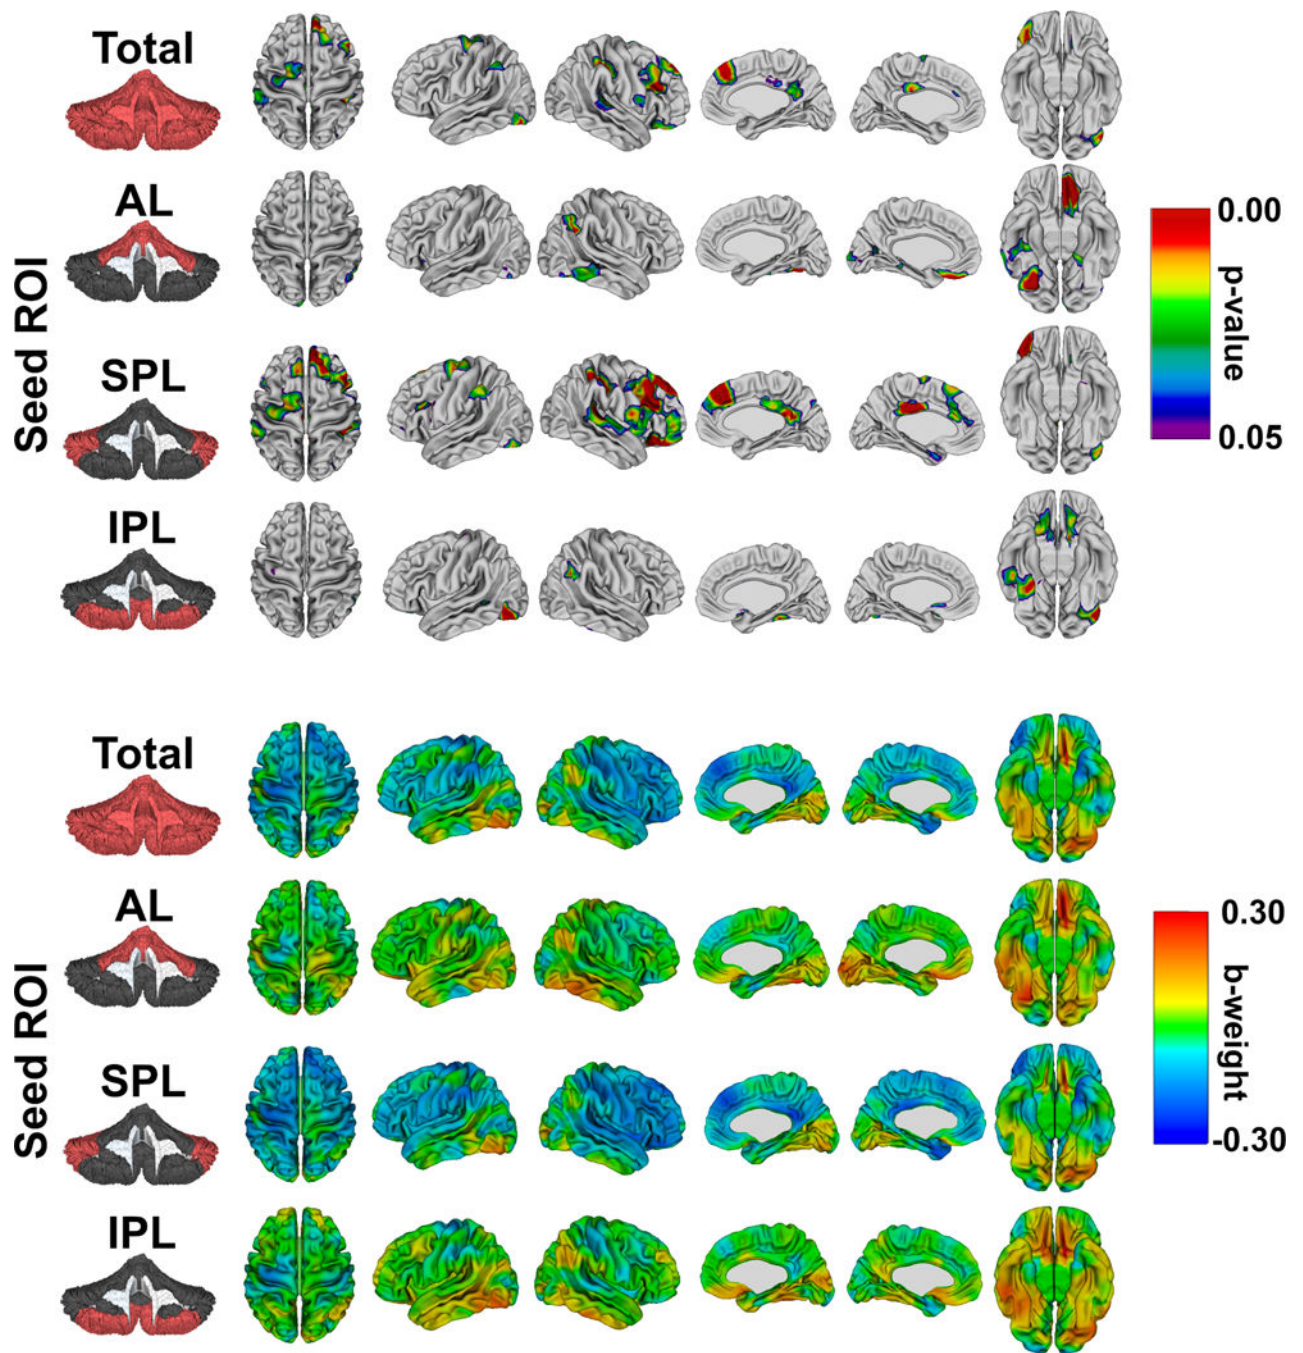 Total
AL
SPL
IPL
Seed ROI
0.00
p-value
0.05
Total
AL
SPL
IPL
Seed ROI
0.30
b-weight
-0.30